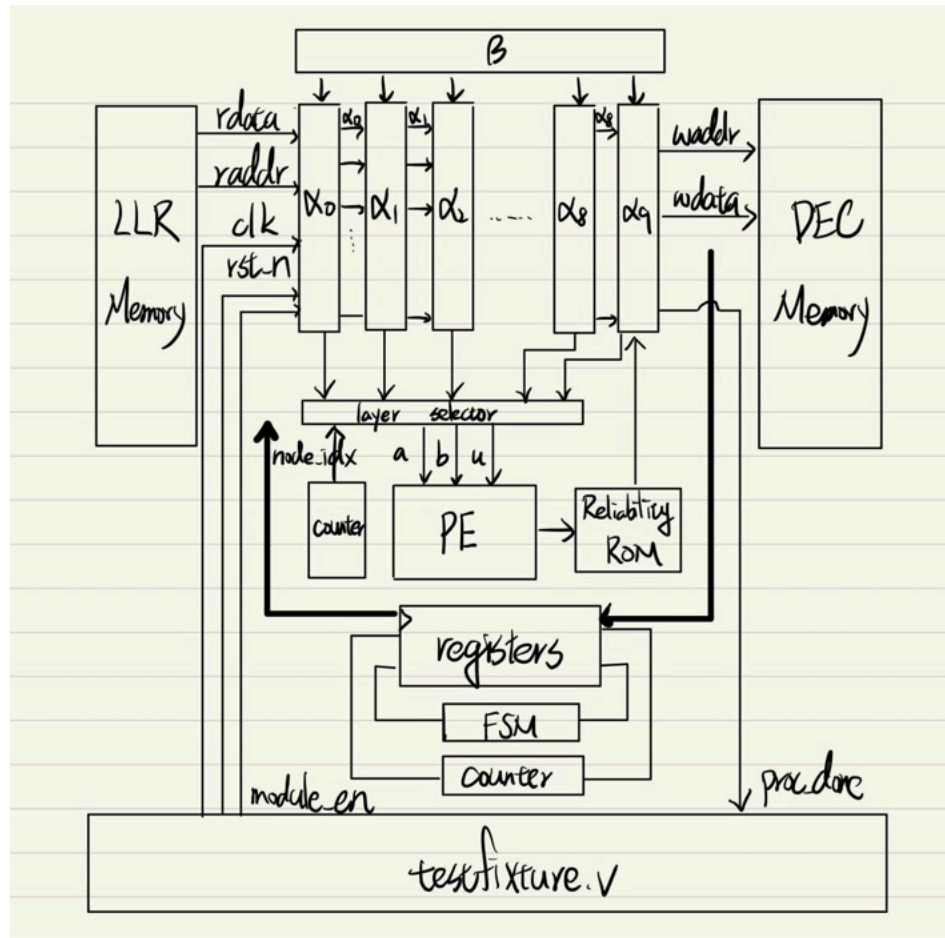 β
rdata
raddr
clk
rst_n
LLR
Memory
α0
α0
α1
α1
α2
......
α8
α8
α9
waddr
wdata
DEC
Memory
layer selector
node_idx
a b u
counter
PE
Reliability
ROM
registers
FSM
counter
module_en
proc_done
testfixture.v